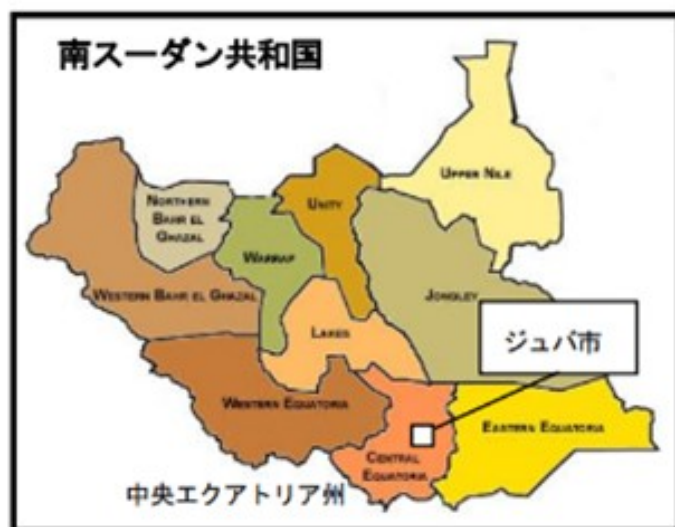 南スーダン共和国
UPPER NILE
NORTHERN
BAHR EL
GHAZAL
UNITY
WARRAP
WESTERN BAHR EL GHAZAL
JONGLEY
LAKES
ジュバ市
WESTERN EQUATORIA
EASTERN EQUATORIA
CENTRAL
EQUATORIA
中央エクアトリア州